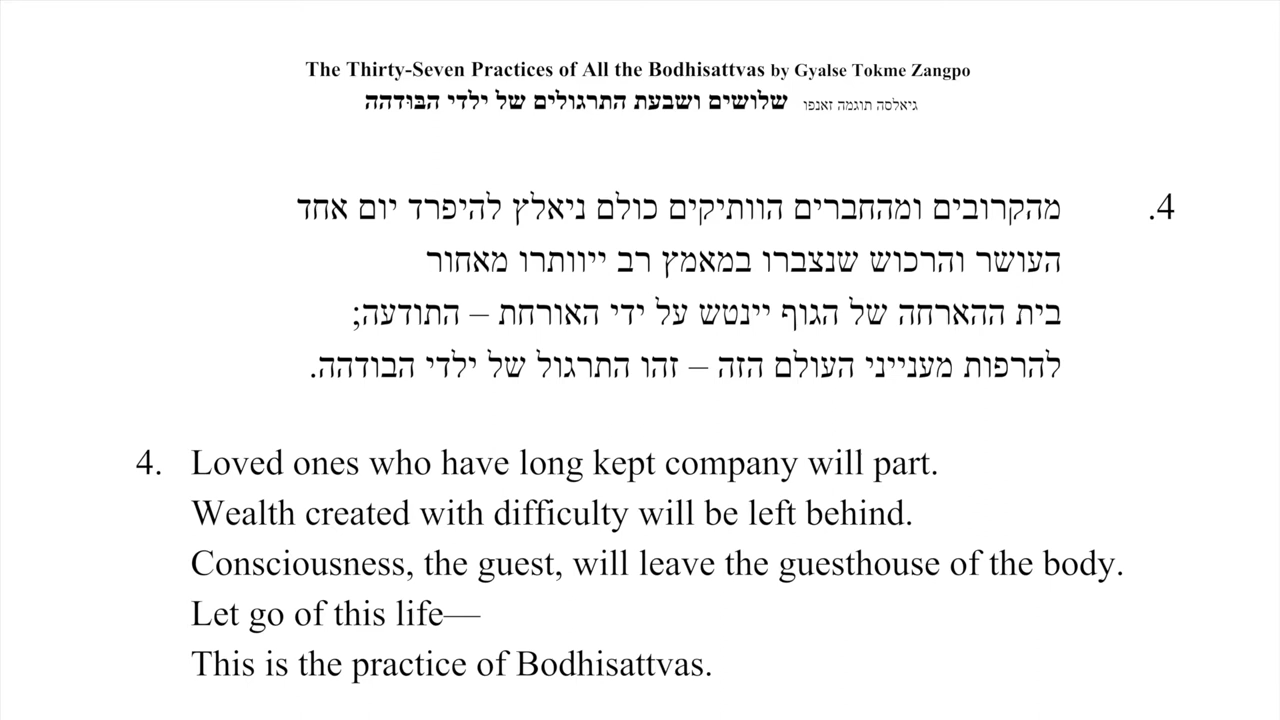 The Thirty-Seven Practices of All the Bodhisattvas by Gyalse Tokme Zangpo
שלושים ושבעת התרגולים של ילדי הבּוּדהה גיאלסה תוגמה זאנפו
4. מהקרובים ומהחברים הוותיקים כולם ניאלץ להיפרד יום אחד
העושר והרכוש שנצברו במאמץ רב ייוותרו מאחור
בית ההארחה של הגוף יינטש על ידי האורחת – התודעה;
להרפות מענייני העולם הזה – זהו התרגול של ילדי הבודהה.
4. Loved ones who have long kept company will part.
Wealth created with difficulty will be left behind.
Consciousness, the guest, will leave the guesthouse of the body.
Let go of this life—
This is the practice of Bodhisattvas.